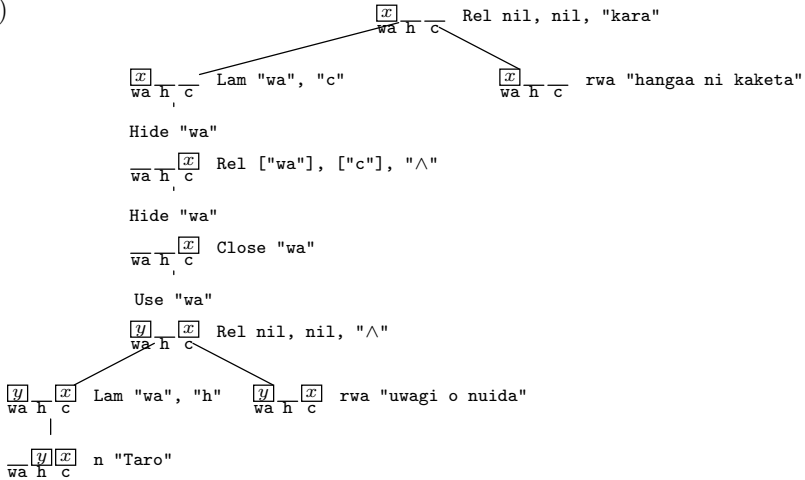 )
x Rel nil, nil, "kara"
wa h c
x Lam "wa", "c" x rwa "hangaa ni kaketa"
wa h c wa h c
Hide "wa"
x Rel ["wa"], ["c"], "∧"
wa h c
Hide "wa"
x Close "wa"
wa h c
Use "wa"
y x Rel nil, nil, "∧"
wa h c
y x Lam "wa", "h" y x rwa "uwagi o nuida"
wa h c wa h c
y x n "Taro"
wa h c